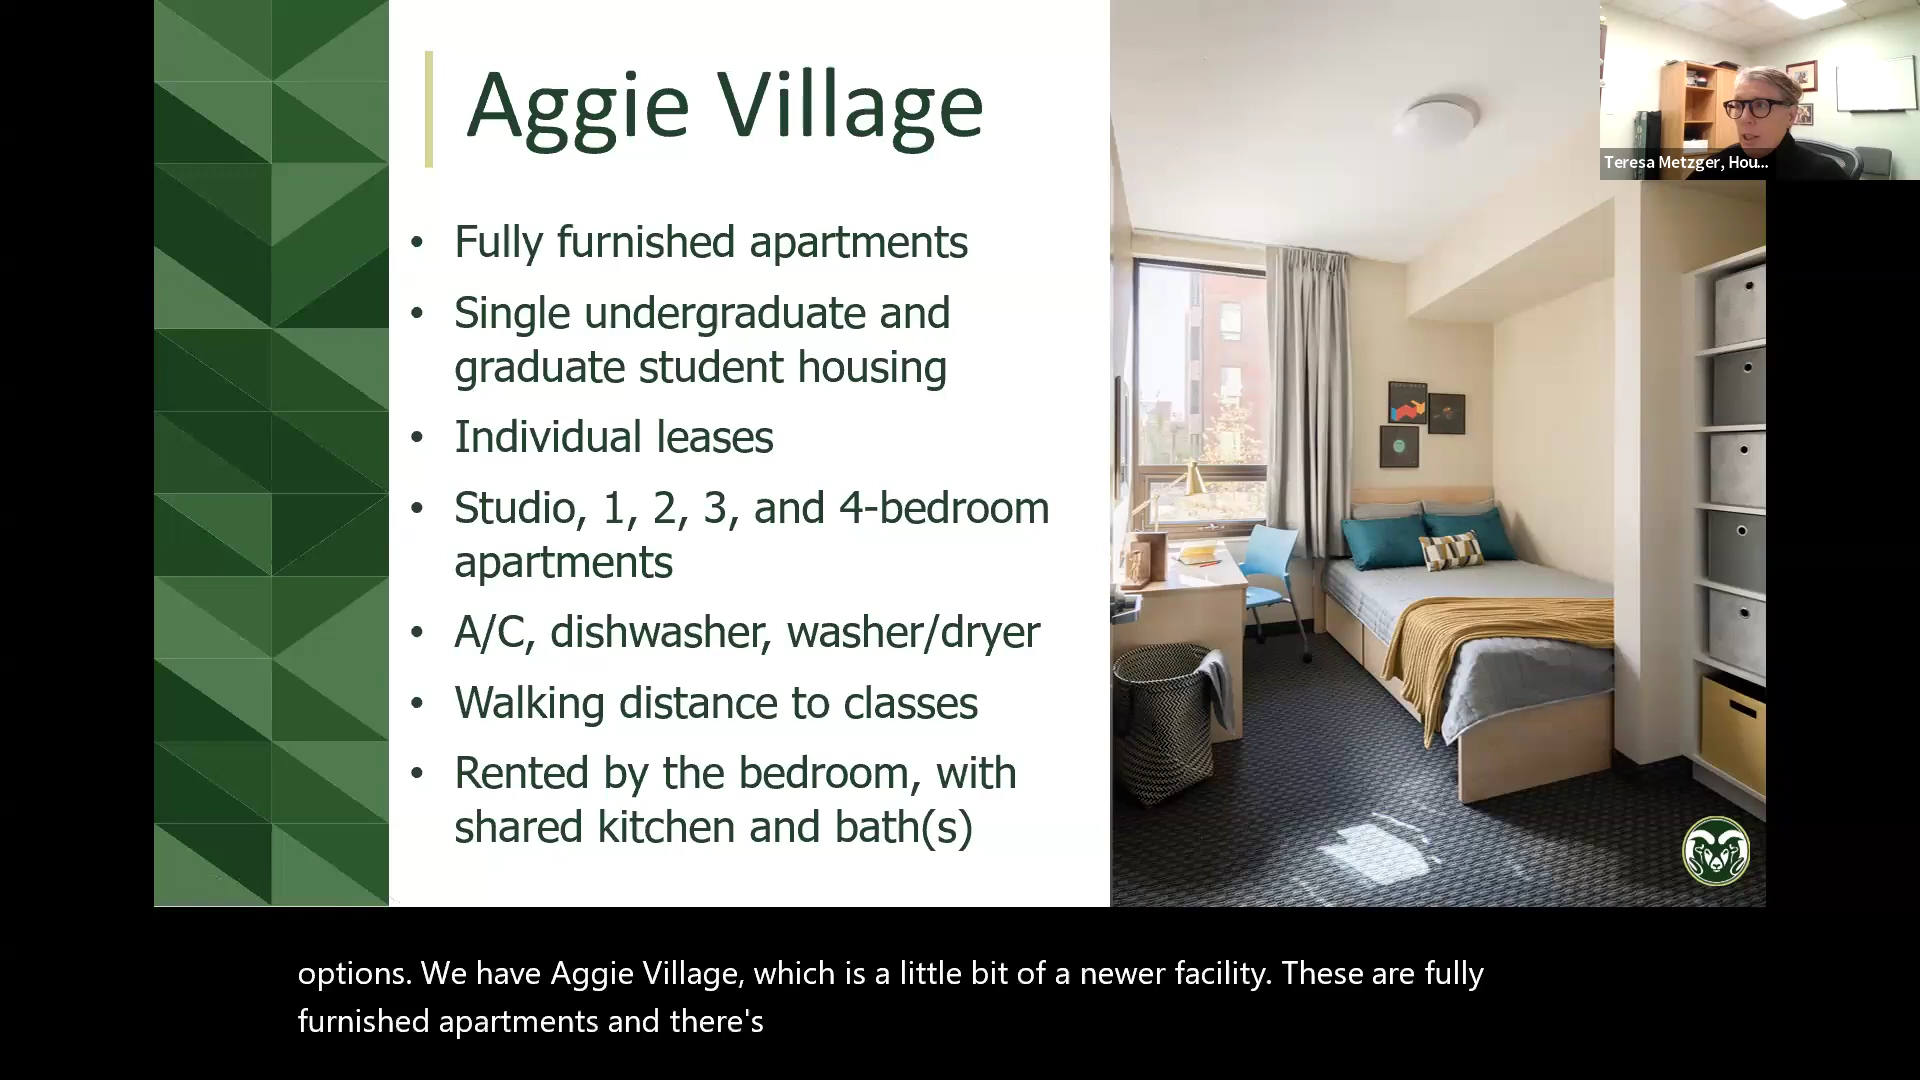 Aggie Village
• Fully furnished apartments
• Single undergraduate and
graduate student housing
• Individual leases
• Studio, 1, 2, 3, and 4-bedroom
apartments
• A/C, dishwasher, washer/dryer
• Walking distance to classes
• Rented by the bedroom, with
shared kitchen and bath(s)
Teresa Metzger, Hou...
options. We have Aggie Village, which is a little bit of a newer facility. These are fully
furnished apartments and there's